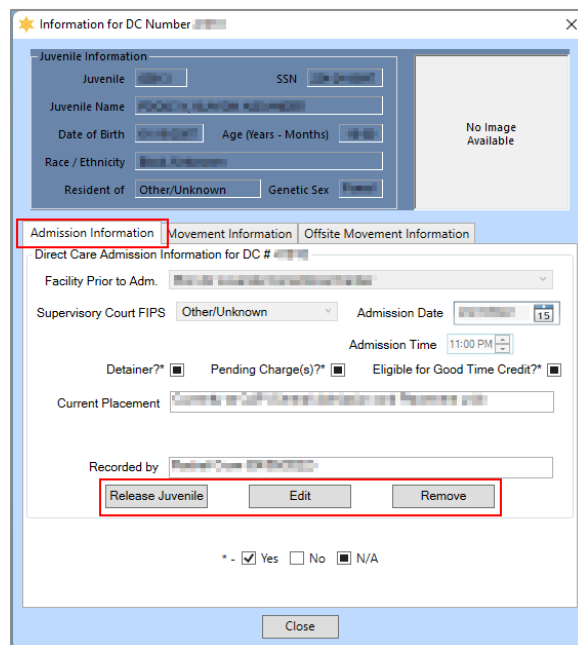 Information for DC Number
Juvenile Information
Juvenile SSN
Juvenile Name
Date of Birth Age (Years - Months)
Race / Ethnicity
Resident of Other/Unknown Genetic Sex
No Image
Available
Admission Information Movement Information Offsite Movement Information
Direct Care Admission Information for DC #
Facility Prior to Adm.
Supervisory Court FIPS Other/Unknown Admission Date 15
Admission Time 11:00 PM
Detainer?* Pending Charge(s)?* Eligible for Good Time Credit?*
Current Placement
Recorded by
Release Juvenile Edit Remove
* - Yes No N/A
Close